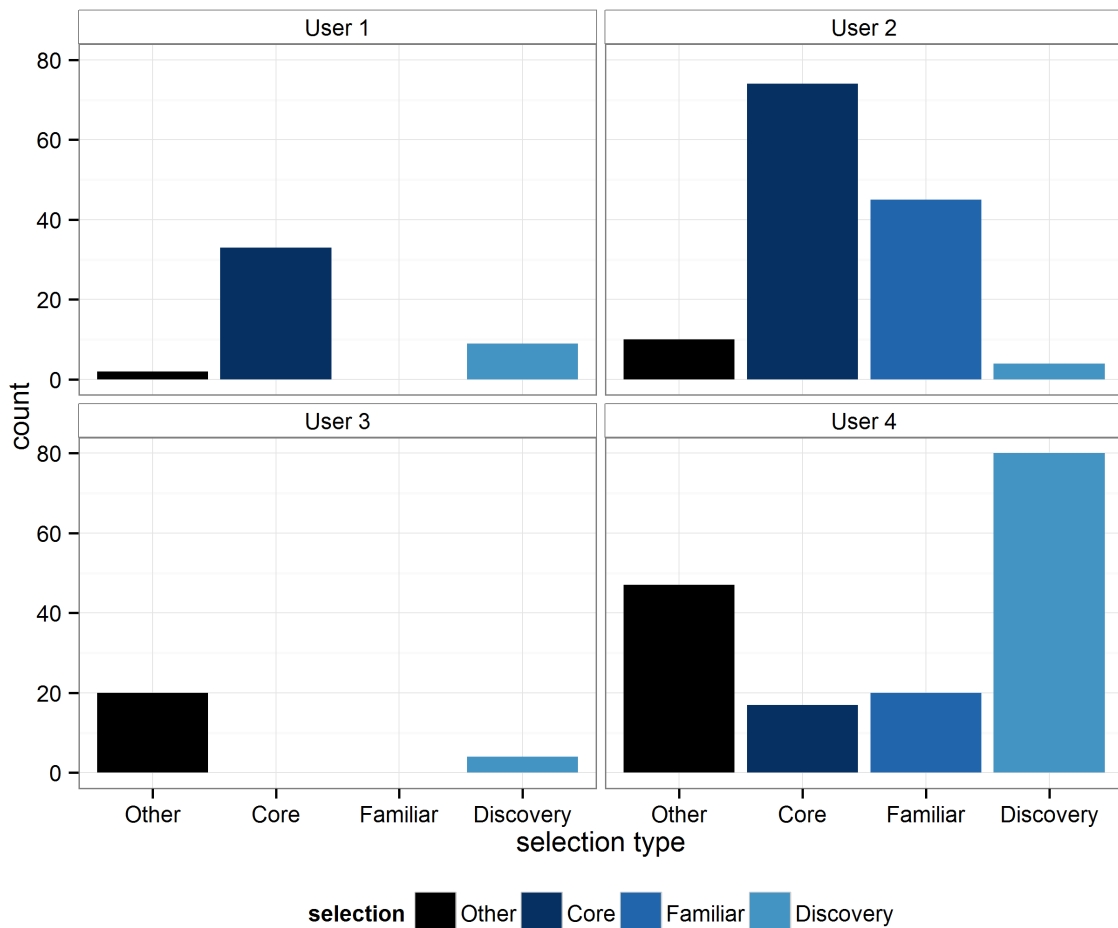 User 1
User 2
80
60
40
20
0
count
User 3
User 4
80
60
40
20
0
Other Core Familiar Discovery
Other Core Familiar Discovery
selection type
selection Other Core Familiar Discovery